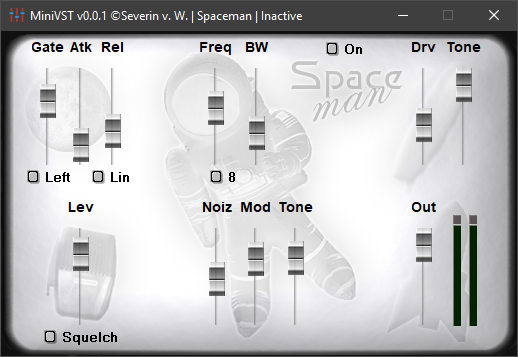 MiniVST v0.0.1 ©Severin v. W. | Spaceman | Inactive
Gate Atk Rel Freq BW On Drv Tone
Space
man
Left Lin 8
Lev Noiz Mod Tone Out
Squelch